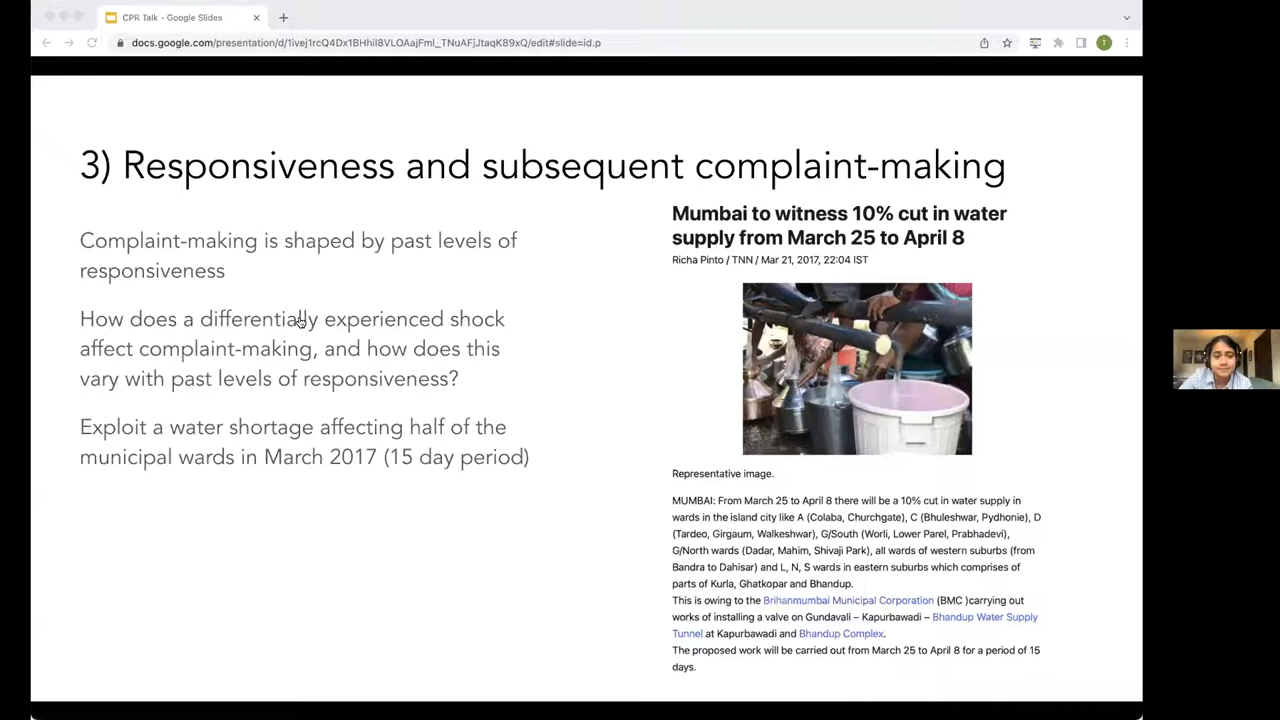 CPR Talk - Google Slides
docs.google.com/presentation/d/1ivej1rcQ4Dx1BHhil8VLOAajFml_TNuAFjJtaqK89xQ/edit#slide=id.p
T
3) Responsiveness and subsequent complaint-making
Complaint-making is shaped by past levels of
responsiveness
How does a differentially experienced shock
affect complaint-making, and how does this
vary with past levels of responsiveness?
Exploit a water shortage affecting half of the
municipal wards in March 2017 (15 day period)
Mumbai to witness 10% cut in water
supply from March 25 to April 8
Richa Pinto / TNN / Mar 21, 2017, 22:04 IST
Representative image.
MUMBAI: From March 25 to April 8 there will be a 10% cut in water supply in
wards in the island city like A (Colaba, Churchgate), C (Bhuleshwar, Pydhonie), D
(Tardeo, Girgaum, Walkeshwar), G/South (Worli, Lower Parel, Prabhadevi),
G/North wards (Dadar, Mahim, Shivaji Park), all wards of western suburbs (from
Bandra to Dahisar) and L, N, S wards in eastern suburbs which comprises of
parts of Kurla, Ghatkopar and Bhandup.
This is owing to the Brihanmumbai Municipal Corporation (BMC )carrying out
works of installing a valve on Gundavali – Kapurbawadi – Bhandup Water Supply
Tunnel at Kapurbawadi and Bhandup Complex.
The proposed work will be carried out from March 25 to April 8 for a period of 15
days.